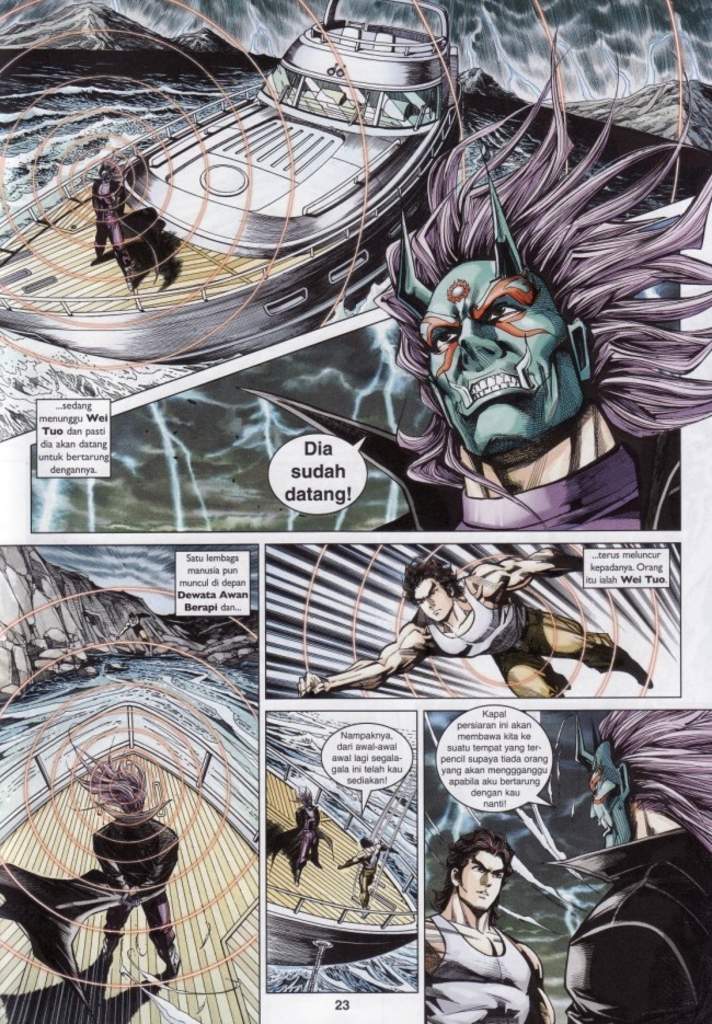 ...sedang
menunggu Wei
Tuo dan pasti
dia akan datang
untuk bertarung
dengannya.
Dia
sudah
datang!
Satu lembaga
manusia pun
muncul di depan
Dewata Awan
Berapi dan...
...terus meluncur
kepadanya. Orang
itu ialah Wei Tuo.
Nampaknya,
dari awal-awal
awal lagi segala-
gala ini telah kau
sediakan!
Kapal
persiaran ini akan
membawa kita ke
suatu tempat yang ter-
pencil supaya tiada orang
yang akan menggganggu
apabila aku bertarung
dengan kau
nanti!
23